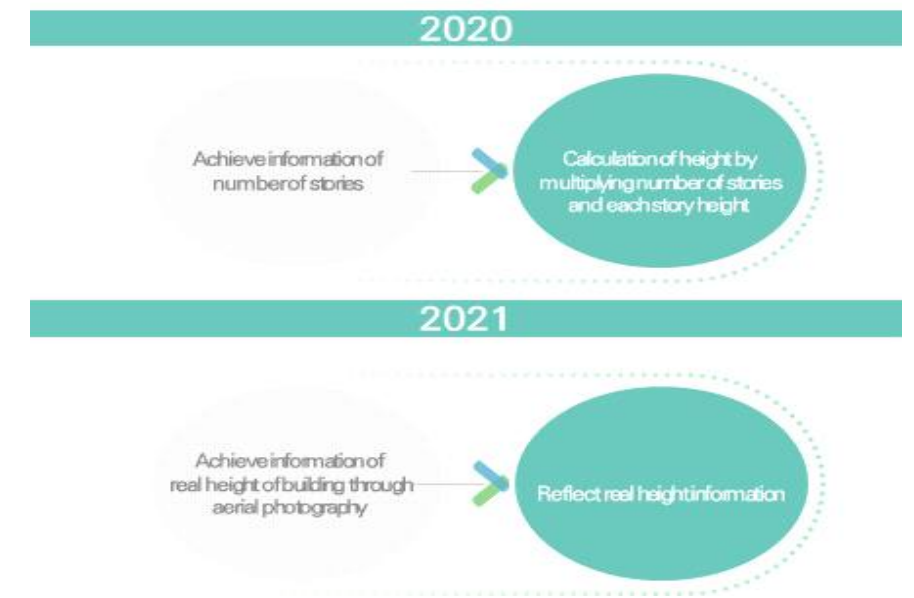 2020
Achieve information of
number of stories
Calculation of height by
multiplying number of stories
and each story height
2021
Achieve information of
real height of building through
aerial photography
Reflect real height information